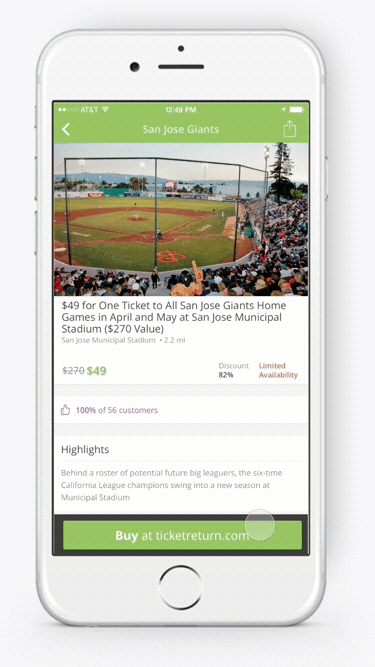 AT&T 12:49 PM
San Jose Giants
$49 for One Ticket to All San Jose Giants Home
Games in April and May at San Jose Municipal
Stadium ($270 Value)
San Jose Municipal Stadium • 2.2 mi
$270 $49
Discount
82%
Limited
Availability
100% of 56 customers
Highlights
Behind a roster of potential future big leaguers, the six-time
California League champions swing into a new season at
Municipal Stadium
Buy at ticketreturn.com